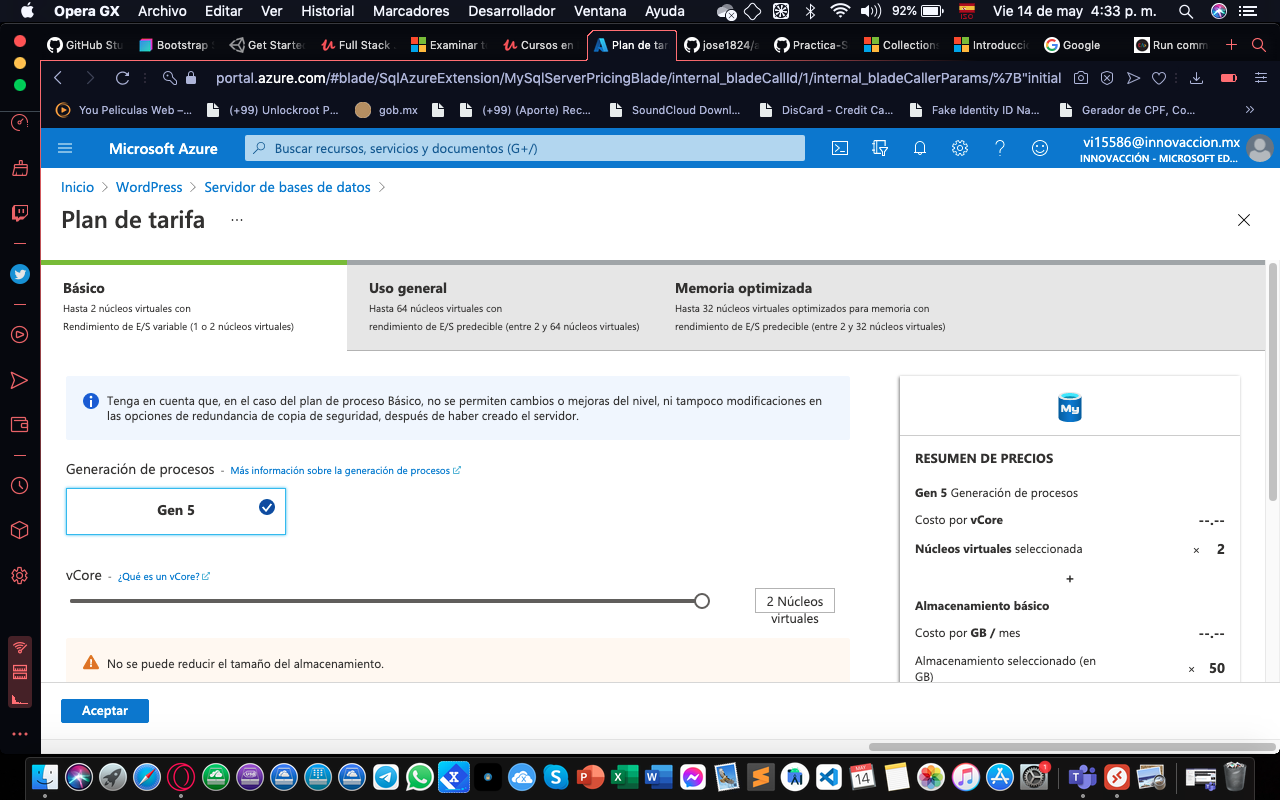 Opera GX Archivo Editar Ver Historial Marcadores Desarrollador Ventana Ayuda 92% ISO Vie 14 de may 4:33 p. m.
GitHub Stu Bootstrap Get Starte Full Stack Examinar t Cursos en Plan de tar jose1824/a Practica-S Collection Introducci Google Run comm
portal.azure.com/#blade/SqlAzureExtension/MySqlServerPricingBlade/internal_bladeCallId/1/internal_bladeCallerParams/%7B"initial
You Peliculas Web –... (+99) Unlockroot P... gob.mx (+99) (Aporte) Rec... SoundCloud Downl... DisCard - Credit Ca... Fake Identity ID Na... Gerador de CPF, Co...
Microsoft Azure
Buscar recursos, servicios y documentos (G+/)
vi15586@innovaccion.mx
INNOVACCIÓN - MICROSOFT ED...
Inicio > WordPress > Servidor de bases de datos >
Plan de tarifa ...
Básico
Hasta 2 núcleos virtuales con
Rendimiento de E/S variable (1 o 2 núcleos virtuales)
Uso general
Hasta 64 núcleos virtuales con
rendimiento de E/S predecible (entre 2 y 64 núcleos virtuales)
Memoria optimizada
Hasta 32 núcleos virtuales optimizados para memoria con
rendimiento de E/S predecible (entre 2 y 32 núcleos virtuales)
Tenga en cuenta que, en el caso del plan de proceso Básico, no se permiten cambios o mejoras del nivel, ni tampoco modificaciones en
las opciones de redundancia de copia de seguridad, después de haber creado el servidor.
Generación de procesos - Más información sobre la generación de procesos
Gen 5
vCore - ¿Qué es un vCore?
2 Núcleos
virtuales
No se puede reducir el tamaño del almacenamiento.
Aceptar
My
RESUMEN DE PRECIOS
Gen 5 Generación de procesos
Costo por vCore --.--
Núcleos virtuales seleccionada × 2
+
Almacenamiento básico
Costo por GB / mes --.--
Almacenamiento seleccionado (en
GB) × 50
MAY
14
1